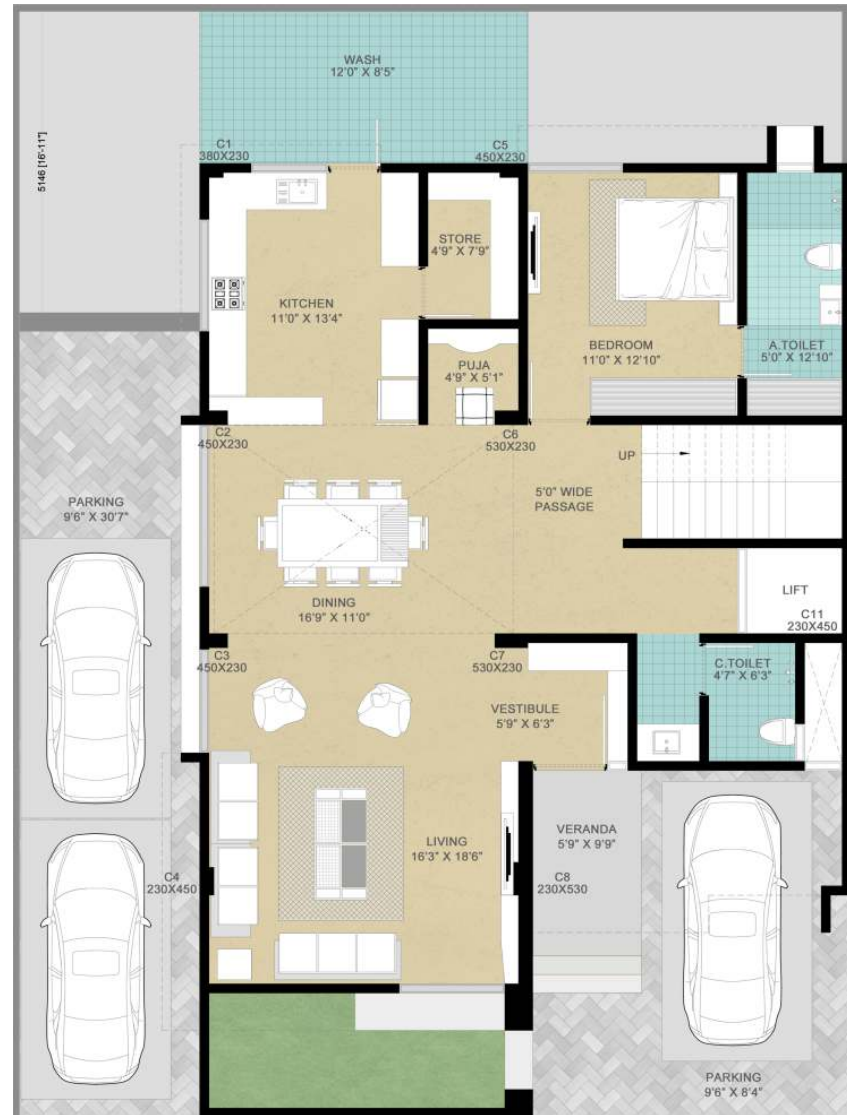 WASH
12'0" X 8'5"
5146 [16'-11"]
C1
380X230
C5
450X230
STORE
4'9" X 7'9"
KITCHEN
11'0" X 13'4"
BEDROOM
11'0" X 12'10"
A.TOILET
5'0" X 12'10"
PUJA
4'9" X 5'1"
C2
450X230
C6
530X230
UP
5'0" WIDE
PASSAGE
PARKING
9'6" X 30'7"
DINING
16'9" X 11'0"
LIFT
C11
230X450
C3
450X230
C7
530X230
C.TOILET
4'7" X 6'3"
VESTIBULE
5'9" X 6'3"
LIVING
16'3" X 18'6"
VERANDA
5'9" X 9'9"
C4
230X450
C8
230X530
PARKING
9'6" X 8'4"